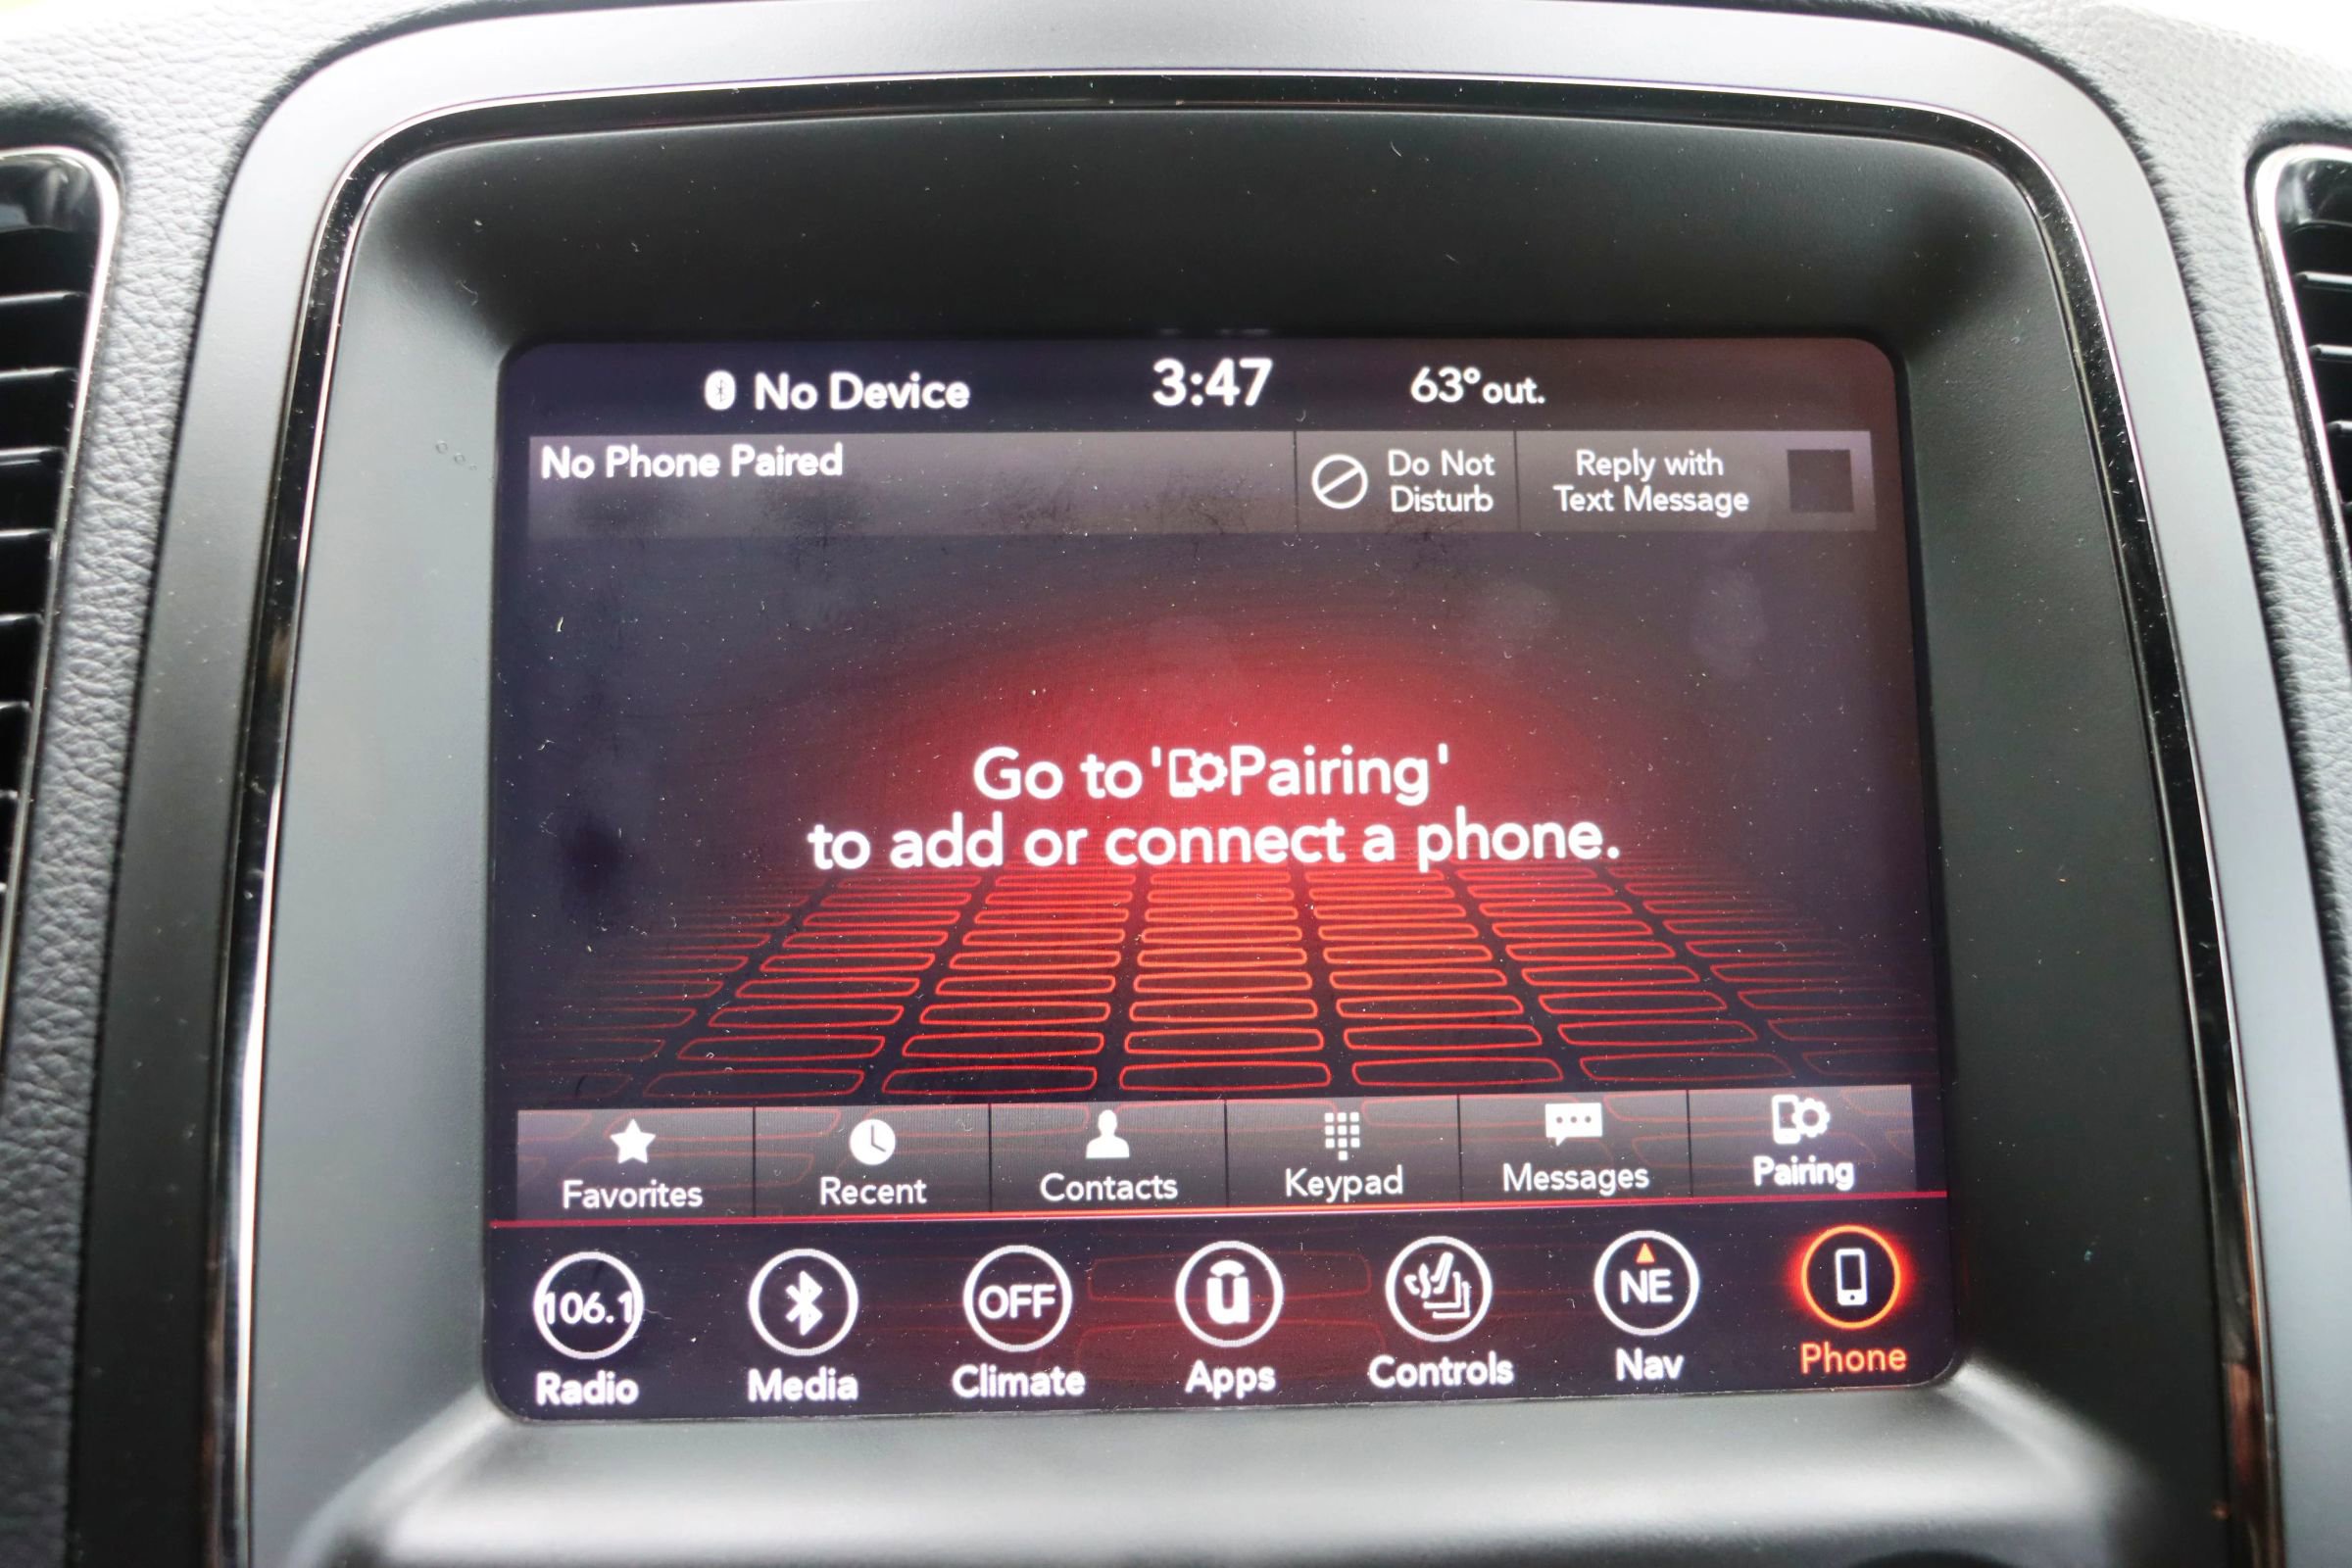 No Device
3:47
63° out.
No Phone Paired
Do Not
Disturb
Reply with
Text Message
Go to 'Pairing'
to add or connect a phone.
Favorites
Recent
Contacts
Keypad
Messages
Pairing
106.1
OFF
u
NE
Radio
Media
Climate
Apps
Controls
Nav
Phone